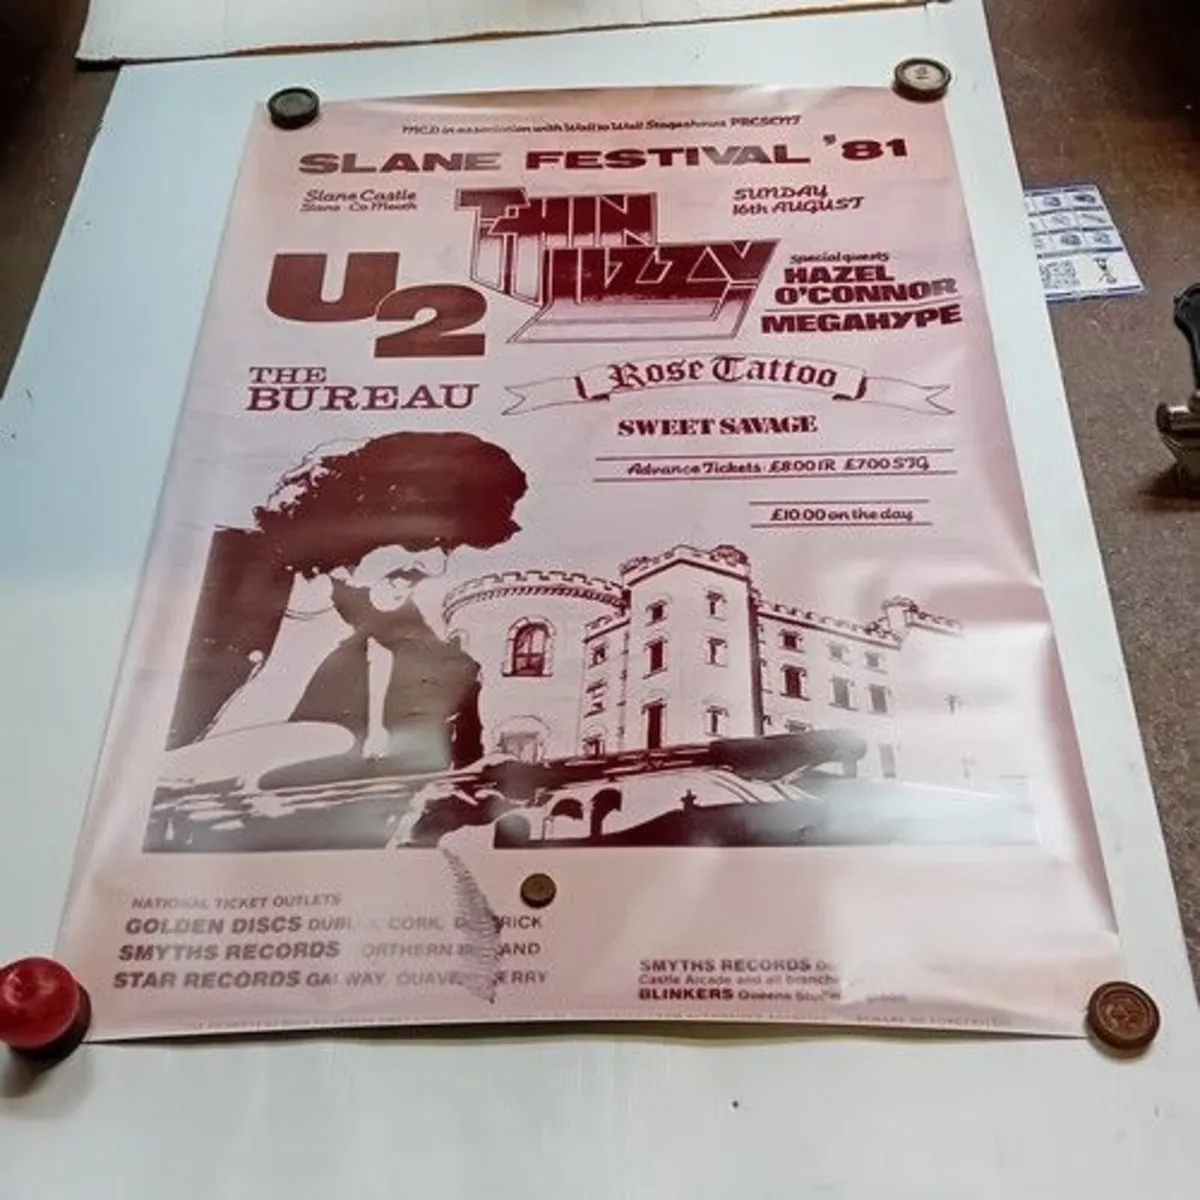 MCD in association with Wall to Wall Stageshows PRESENT
SLANE FESTIVAL '81
Slane Castle
Slane - Co Meath
THIN
LIZZY
SUNDAY
16th AUGUST
U2
special guests
HAZEL
O'CONNOR
MEGAHYPE
THE
BUREAU
Rose Tattoo
SWEET SAVAGE
Advance Tickets: £8.00 IR £7.00 STG
£10.00 on the day
NATIONAL TICKET OUTLETS
GOLDEN DISCS CORK,
SMYTHS RECORDS
STAR RECORDS
SMYTHS RECORDS
Castle Arcade and all
BLINKERS Queens